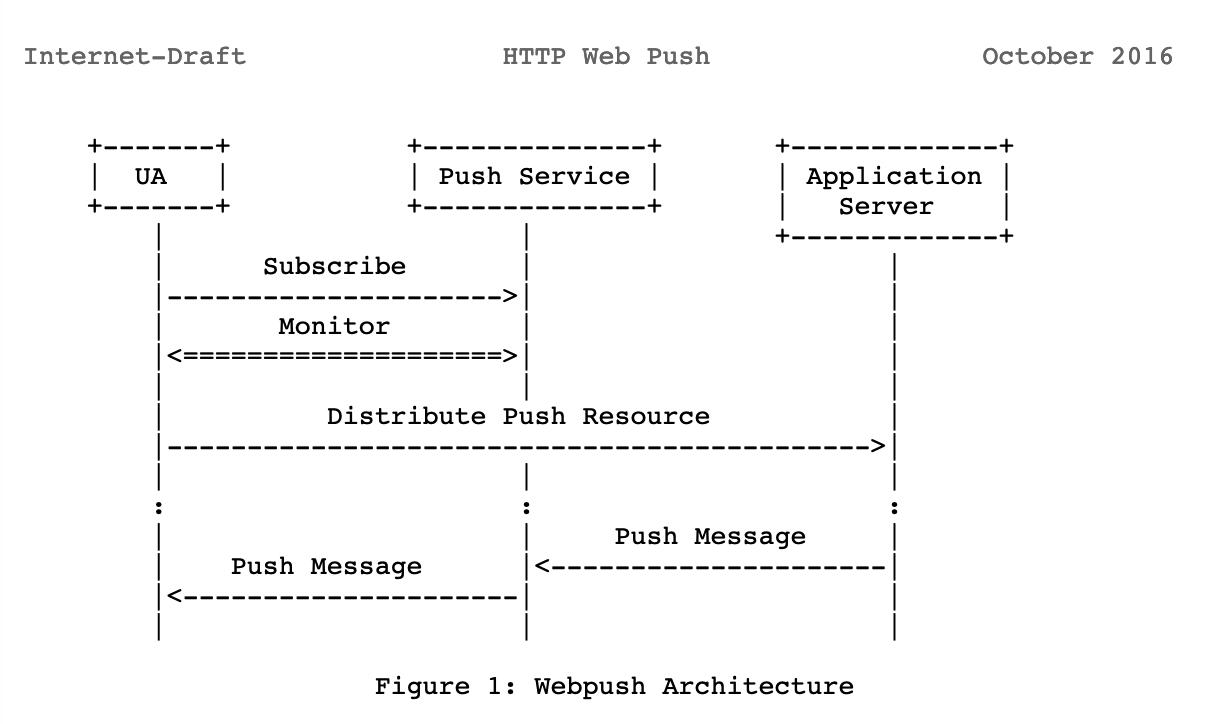 Internet-Draft HTTP Web Push October 2016
UA Push Service Application
Server
Subscribe
Monitor
Distribute Push Resource
: : :
Push Message
Push Message
Figure 1: Webpush Architecture